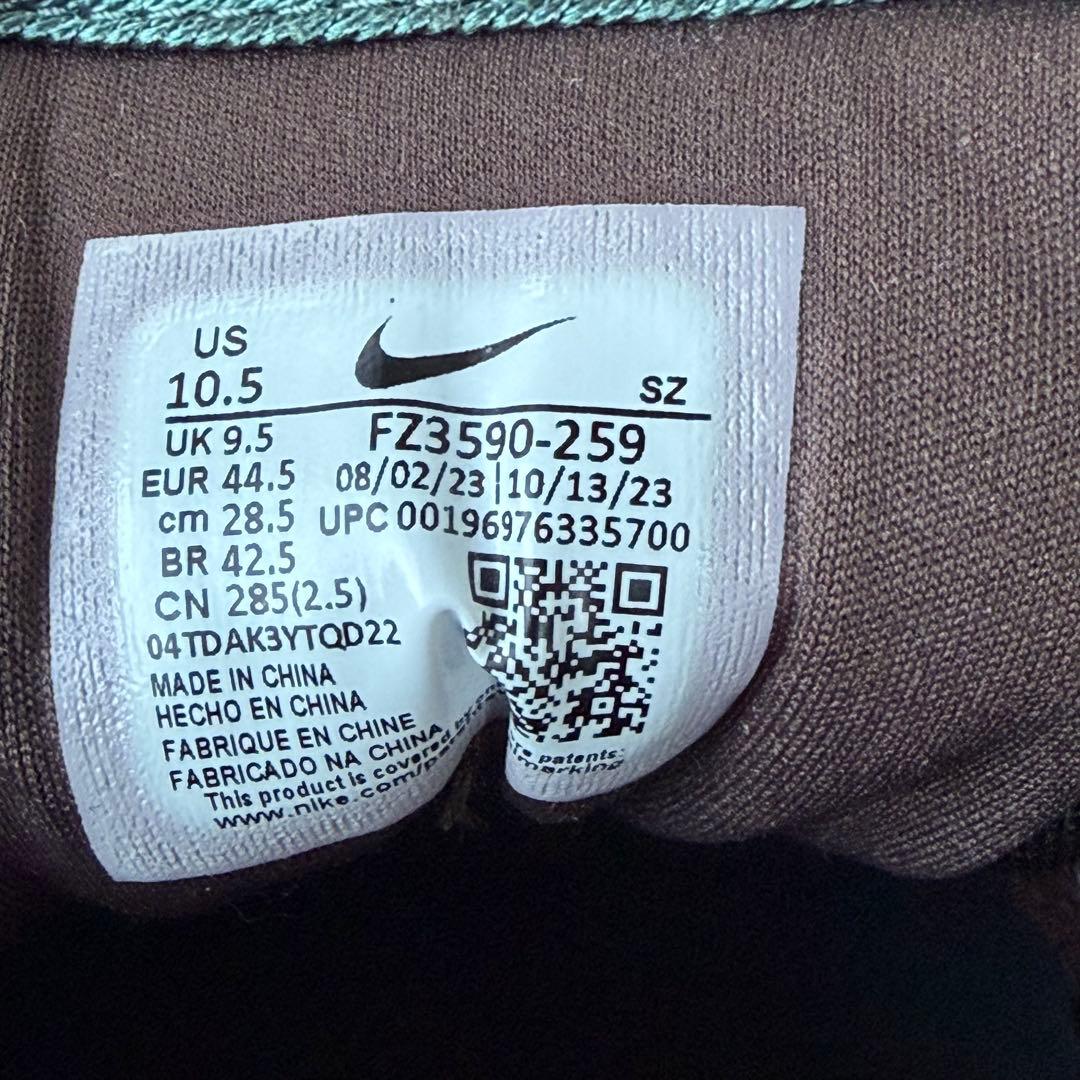 US
10.5
SZ
UK 9.5
FZ3590-259
EUR 44.5
08/02/23|10/13/23
cm 28.5
UPC 00196976335700
BR 42.5
CN 285(2.5)
04TDAK3YTQD22
MADE IN CHINA
HECHO EN CHINA
FABRIQUE EN CHINE
FABRICADO NA CHINA
This product is covered patents:
www.nike.com/